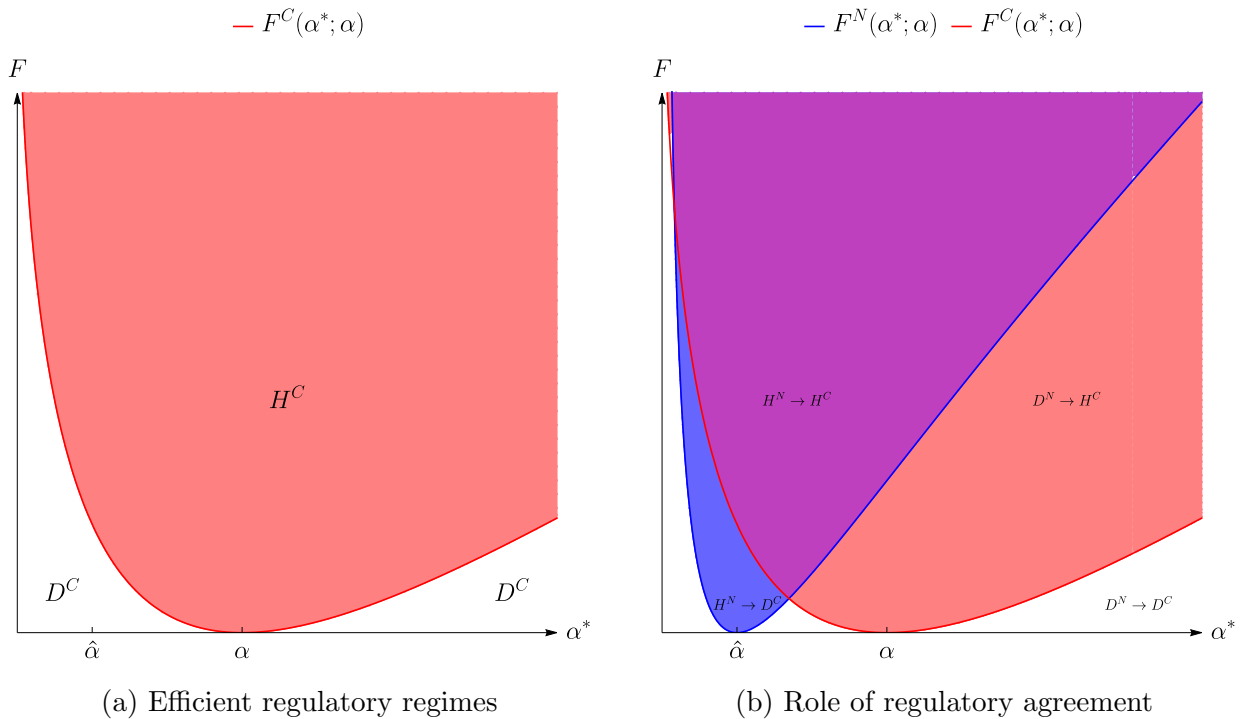 F^C(α*; α)
F
H^C
D^C
D^C
α̂
α
α*
(a) Efficient regulatory regimes
F^N(α*; α) F^C(α*; α)
F
H^N → H^C
D^N → H^C
H^N → D^C
D^N → D^C
α̂
α
α*
(b) Role of regulatory agreement